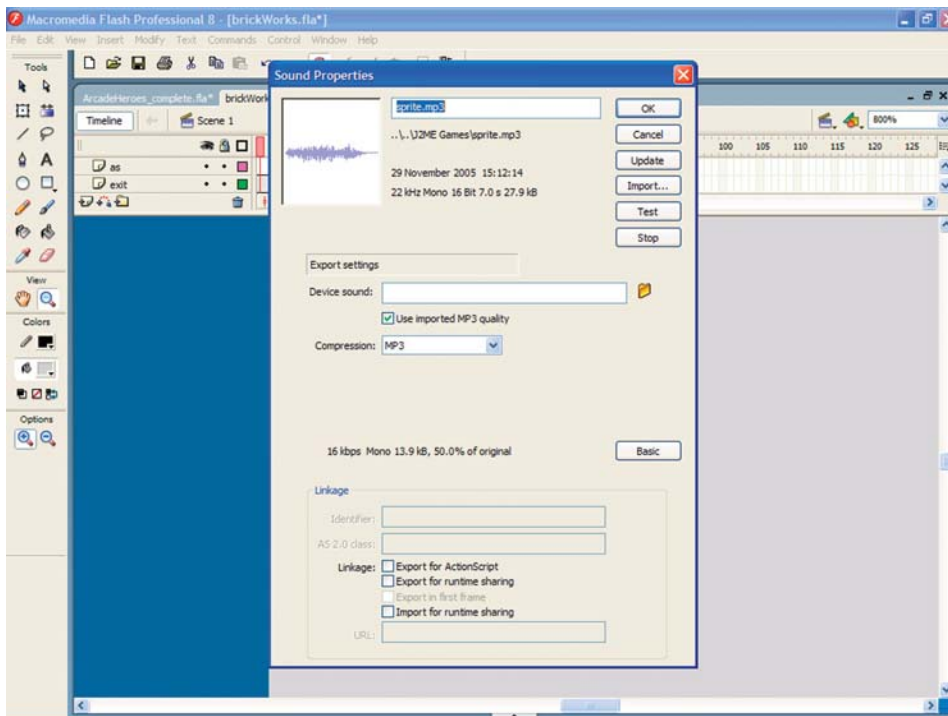 Macromedia Flash Professional 8 - [brickWorks.fla*]
File Edit View Insert Modify Text Commands Control Window Help
Tools
Sound Properties
ArcadeHeroes_complete.fla* brickWork
Timeline Scene 1
800%
100 105 110 115 120 125
as
exit
sprite.mp3
..\..\J2ME Games\sprite.mp3
29 November 2005 15:12:14
22 kHz Mono 16 Bit 7.0 s 27.9 kB
OK
Cancel
Update
Import...
Test
Stop
Export settings
Device sound:
Use imported MP3 quality
Compression: MP3
16 kbps Mono 13.9 kB, 50.0% of original
Basic
Linkage
Identifier:
AS 2.0 class:
Linkage: Export for ActionScript
Export for runtime sharing
Export in first frame
Import for runtime sharing
URL:
View
Colors
Options